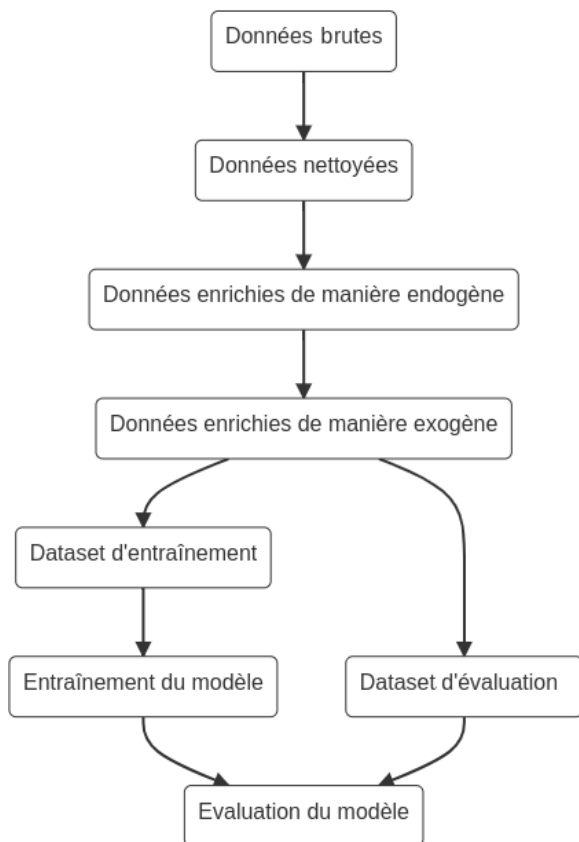 Données brutes
Données nettoyées
Données enrichies de manière endogène
Données enrichies de manière exogène
Dataset d'entraînement
Entraînement du modèle
Dataset d'évaluation
Evaluation du modèle